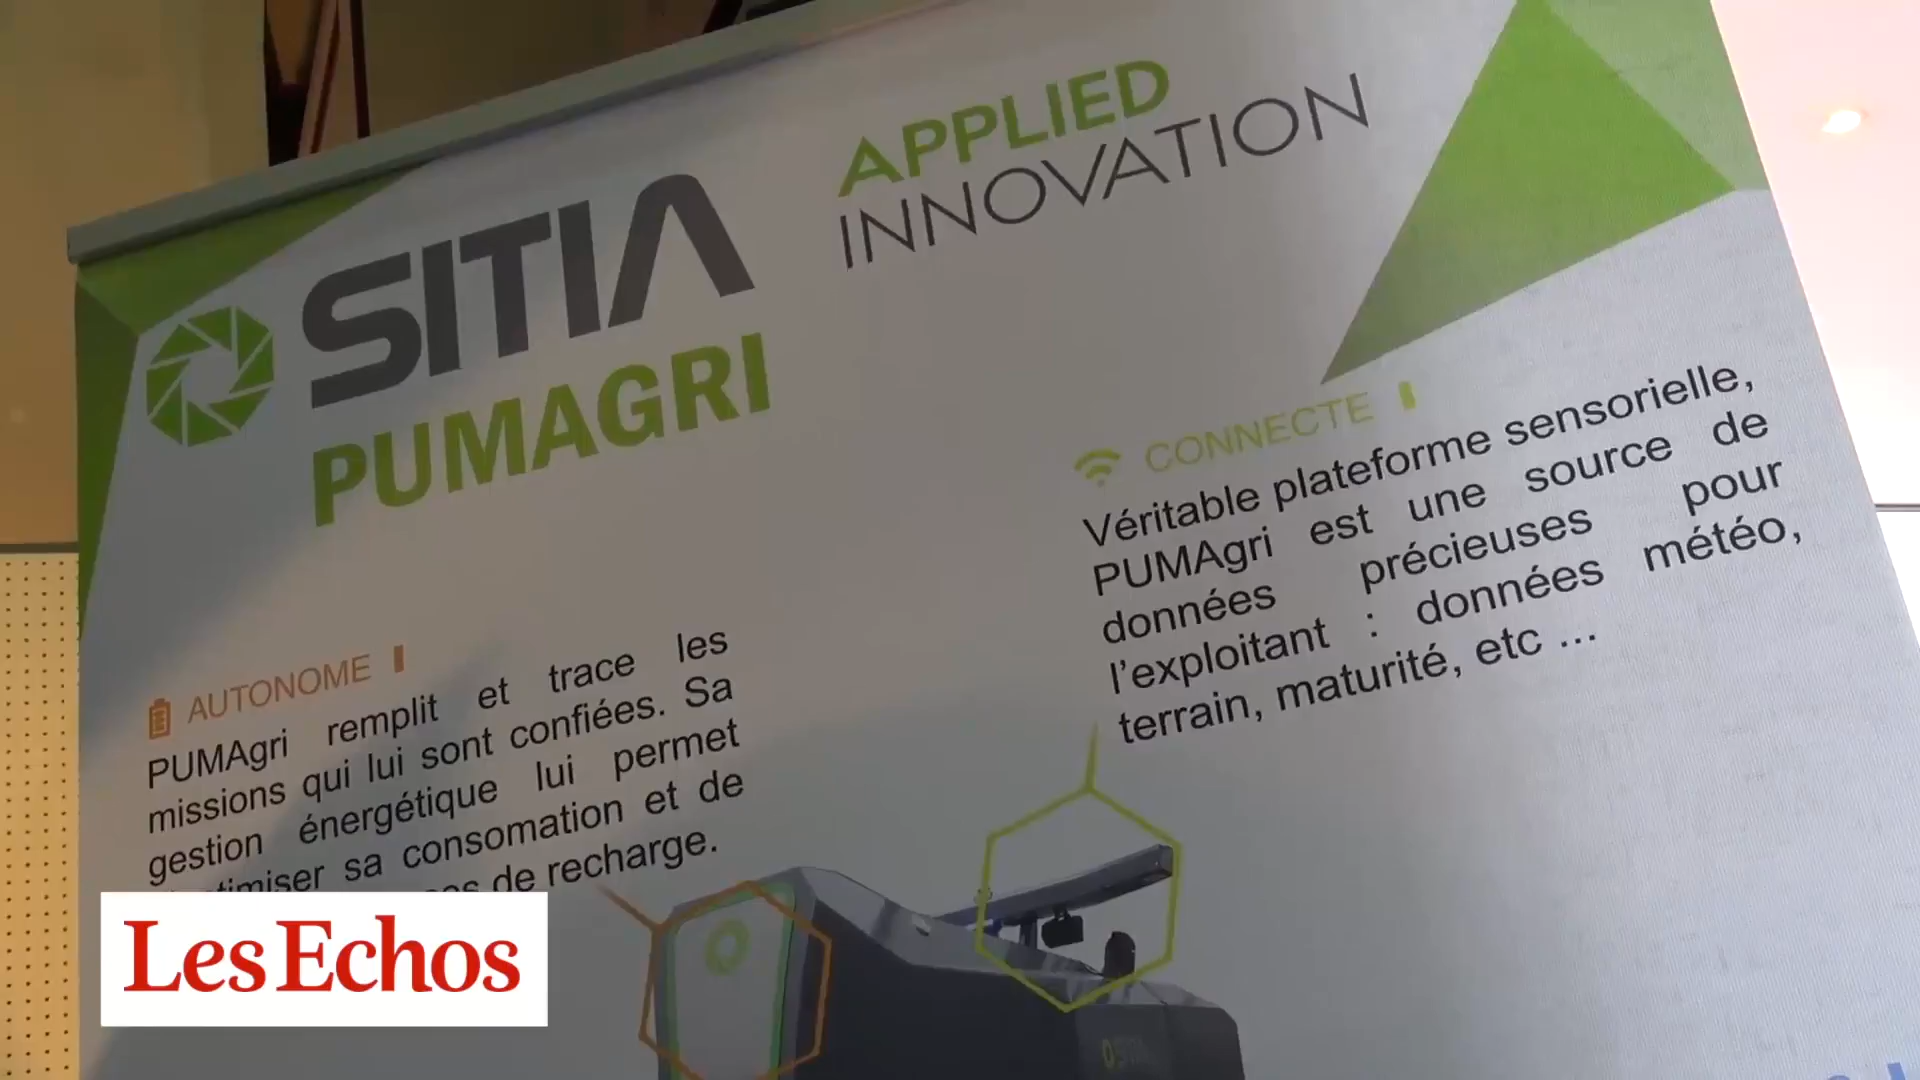 SITIA
PUMAGRI
APPLIED
INNOVATION
CONNECTE
Véritable plateforme sensorielle,
PUMAgri est une source de
données précieuses pour
l'exploitant : données météo,
terrain, maturité, etc ...
AUTONOME
PUMAgri remplit et trace les
missions qui lui sont confiées. Sa
gestion énergétique lui permet
sa consomation et de
de recharge.
Les Echos